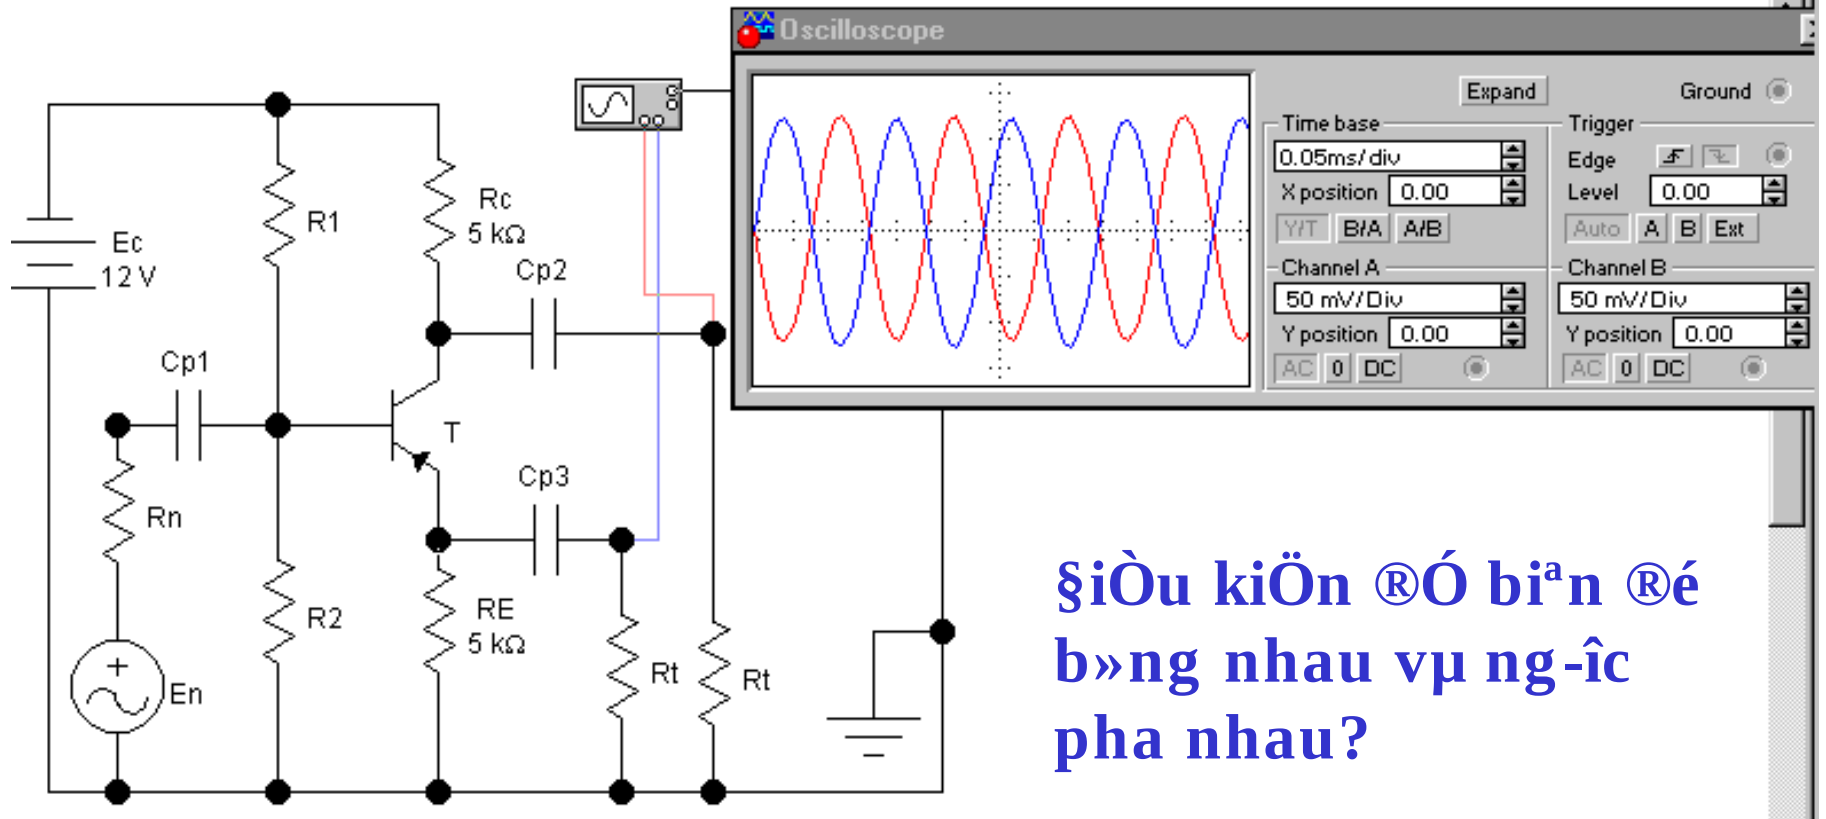 Oscilloscope
Expand
Ground
Time base
0.05ms/div
X position 0.00
Y/T B/A A/B
Trigger
Edge
Level 0.00
Auto A B Ext
Channel A
50 mV/Div
Y position 0.00
AC 0 DC
Channel B
50 mV/Div
Y position 0.00
AC 0 DC
R1
Rc
5 kΩ
Ec
12 V
Cp2
Cp1
T
Cp3
Rn
R2
RE
5 kΩ
Rt
Rt
En
§iÒu kiÖn ®Ó biªn ®é
b»ng nhau vµ ng-îc
pha nhau?